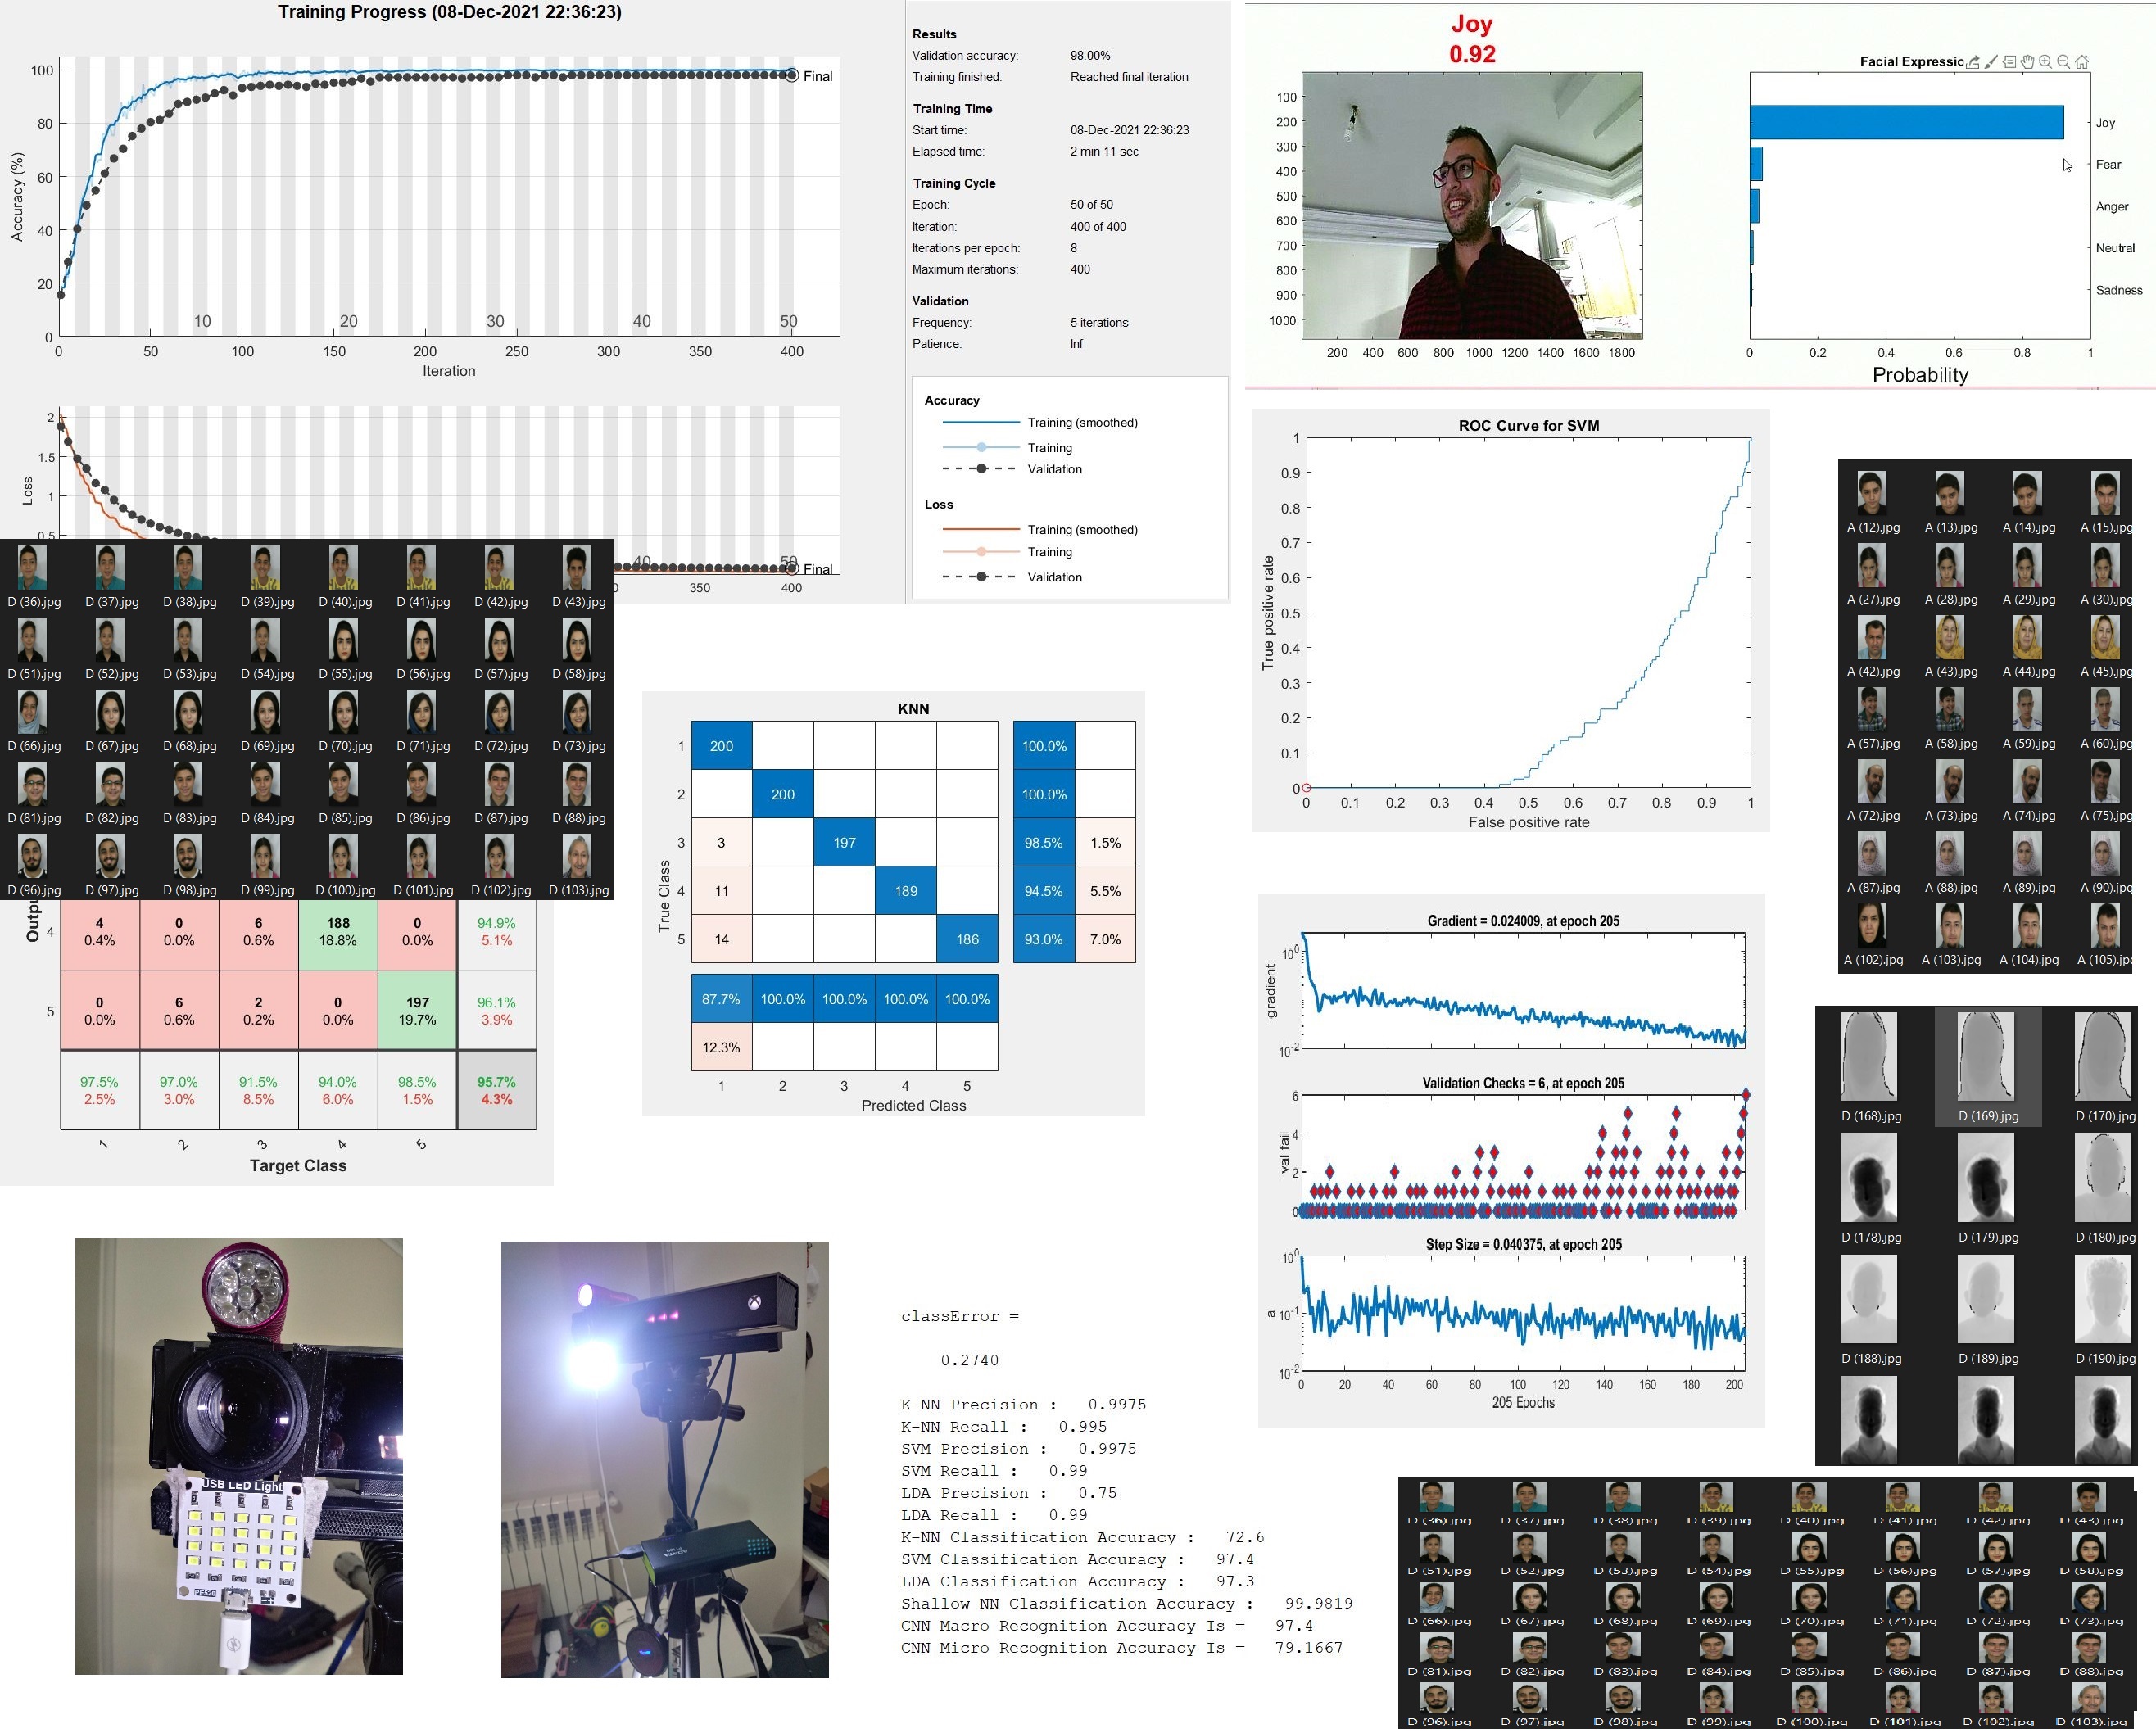 Training Progress (08-Dec-2021 22:36:23)
100
80
60
40
20
0
Accuracy (%)
10
20
30
40
50
0
50
100
150
200
250
300
350
400
Iteration
Final
2
1.5
1
0.5
Loss
40
50
350
400
Final
Results
Validation accuracy: 98.00%
Training finished: Reached final iteration
Training Time
Start time: 08-Dec-2021 22:36:23
Elapsed time: 2 min 11 sec
Training Cycle
Epoch: 50 of 50
Iteration: 400 of 400
Iterations per epoch: 8
Maximum iterations: 400
Validation
Frequency: 5 iterations
Patience: Inf
Accuracy
Training (smoothed)
Training
Validation
Loss
Training (smoothed)
Training
Validation
Joy
0.92
100
200
300
400
500
600
700
800
900
1000
200 400 600 800 1000 1200 1400 1600 1800
Facial Expressic
Joy
Fear
Anger
Neutral
Sadness
0 0.2 0.4 0.6 0.8 1
Probability
ROC Curve for SVM
1
0.9
0.8
0.7
0.6
0.5
0.4
0.3
0.2
0.1
0
True positive rate
0 0.1 0.2 0.3 0.4 0.5 0.6 0.7 0.8 0.9 1
False positive rate
A (12).jpg A (13).jpg A (14).jpg A (15).jpg
A (27).jpg A (28).jpg A (29).jpg A (30).jpg
A (42).jpg A (43).jpg A (44).jpg A (45).jpg
A (57).jpg A (58).jpg A (59).jpg A (60).jpg
A (72).jpg A (73).jpg A (74).jpg A (75).jpg
A (87).jpg A (88).jpg A (89).jpg A (90).jpg
A (102).jpg A (103).jpg A (104).jpg A (105).jpg
D (36).jpg D (37).jpg D (38).jpg D (39).jpg D (40).jpg D (41).jpg D (42).jpg D (43).jpg
D (51).jpg D (52).jpg D (53).jpg D (54).jpg D (55).jpg D (56).jpg D (57).jpg D (58).jpg
D (66).jpg D (67).jpg D (68).jpg D (69).jpg D (70).jpg D (71).jpg D (72).jpg D (73).jpg
D (81).jpg D (82).jpg D (83).jpg D (84).jpg D (85).jpg D (86).jpg D (87).jpg D (88).jpg
D (96).jpg D (97).jpg D (98).jpg D (99).jpg D (100).jpg D (101).jpg D (102).jpg D (103).jpg
Outpu
4 4 0 6 188 0 94.9%
0.4% 0.0% 0.6% 18.8% 0.0% 5.1%
5 0 6 2 0 197 96.1%
0.0% 0.6% 0.2% 0.0% 19.7% 3.9%
97.5% 97.0% 91.5% 94.0% 98.5% 95.7%
2.5% 3.0% 8.5% 6.0% 1.5% 4.3%
1 2 3 4 5
Target Class
KNN
1 200 100.0%
2 200 100.0%
3 3 197 98.5% 1.5%
4 11 189 94.5% 5.5%
5 14 186 93.0% 7.0%
True Class
87.7% 100.0% 100.0% 100.0% 100.0%
12.3%
1 2 3 4 5
Predicted Class
Gradient = 0.024009, at epoch 205
gradient
10^0
10^-2
Validation Checks = 6, at epoch 205
val fail
6
4
2
0
Step Size = 0.040375, at epoch 205
a
10^0
10^-1
10^-2
0 20 40 60 80 100 120 140 160 180 200
205 Epochs
D (168).jpg D (169).jpg D (170).jpg
D (178).jpg D (179).jpg D (180).jpg
D (188).jpg D (189).jpg D (190).jpg
USB LED Light
classError =
0.2740
K-NN Precision : 0.9975
K-NN Recall : 0.995
SVM Precision : 0.9975
SVM Recall : 0.99
LDA Precision : 0.75
LDA Recall : 0.99
K-NN Classification Accuracy : 72.6
SVM Classification Accuracy : 97.4
LDA Classification Accuracy : 97.3
Shallow NN Classification Accuracy : 99.9819
CNN Macro Recognition Accuracy Is = 97.4
CNN Micro Recognition Accuracy Is = 79.1667
D (36).jpg D (37).jpg D (38).jpg D (39).jpg D (40).jpg D (41).jpg D (42).jpg D (43).jpg
D (51).jpg D (52).jpg D (53).jpg D (54).jpg D (55).jpg D (56).jpg D (57).jpg D (58).jpg
D (66).jpg D (67).jpg D (68).jpg D (69).jpg D (70).jpg D (71).jpg D (72).jpg D (73).jpg
D (81).jpg D (82).jpg D (83).jpg D (84).jpg D (85).jpg D (86).jpg D (87).jpg D (88).jpg
D (96).jpg D (97).jpg D (98).jpg D (99).jpg D (100).jpg D (101).jpg D (102).jpg D (103).jpg